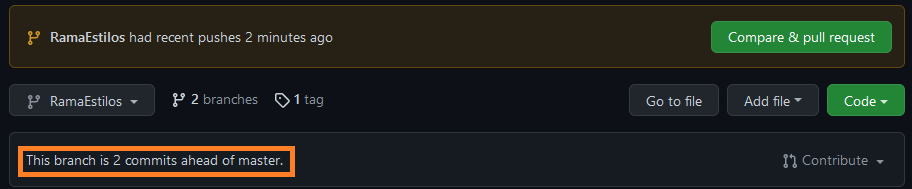 RamaEstilos had recent pushes 2 minutes ago Compare & pull request
RamaEstilos 2 branches 1 tag Go to file Add file Code
This branch is 2 commits ahead of master. Contribute